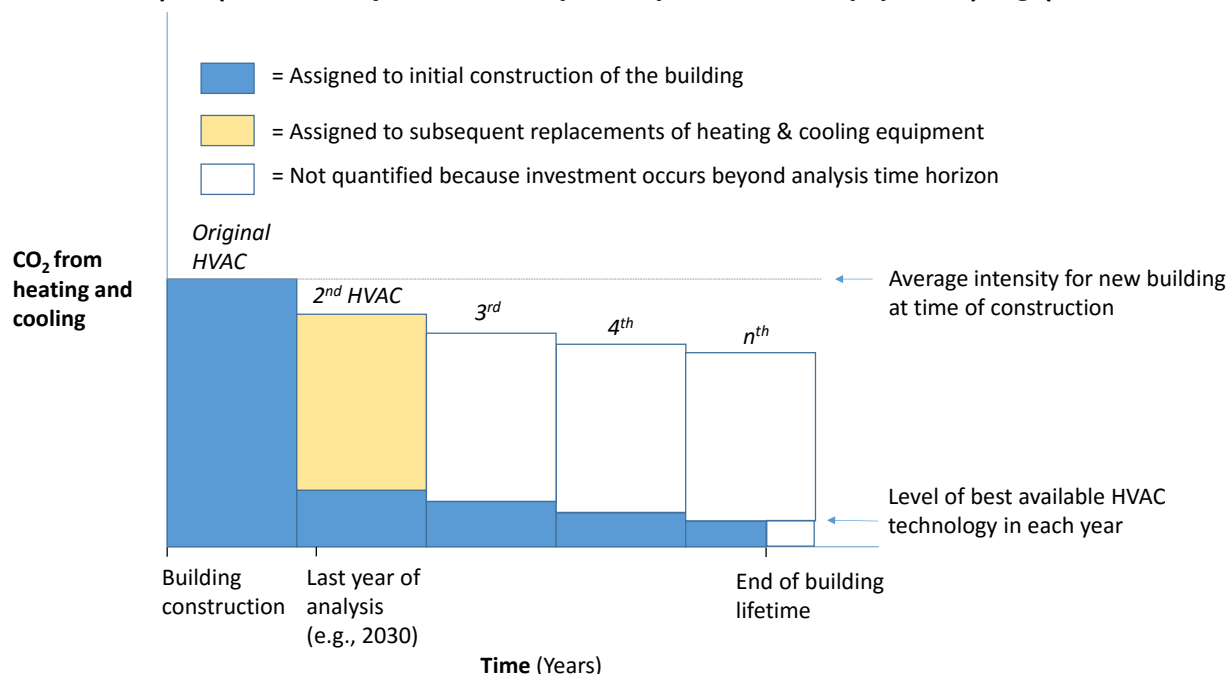 = Assigned to initial construction of the building
= Assigned to subsequent replacements of heating & cooling equipment
= Not quantified because investment occurs beyond analysis time horizon
Original
HVAC
CO2 from
heating and
cooling
2nd HVAC
3rd
4th
nth
Average intensity for new building
at time of construction
Level of best available HVAC
technology in each year
Building
construction
Last year of
analysis
(e.g., 2030)
End of building
lifetime
Time (Years)